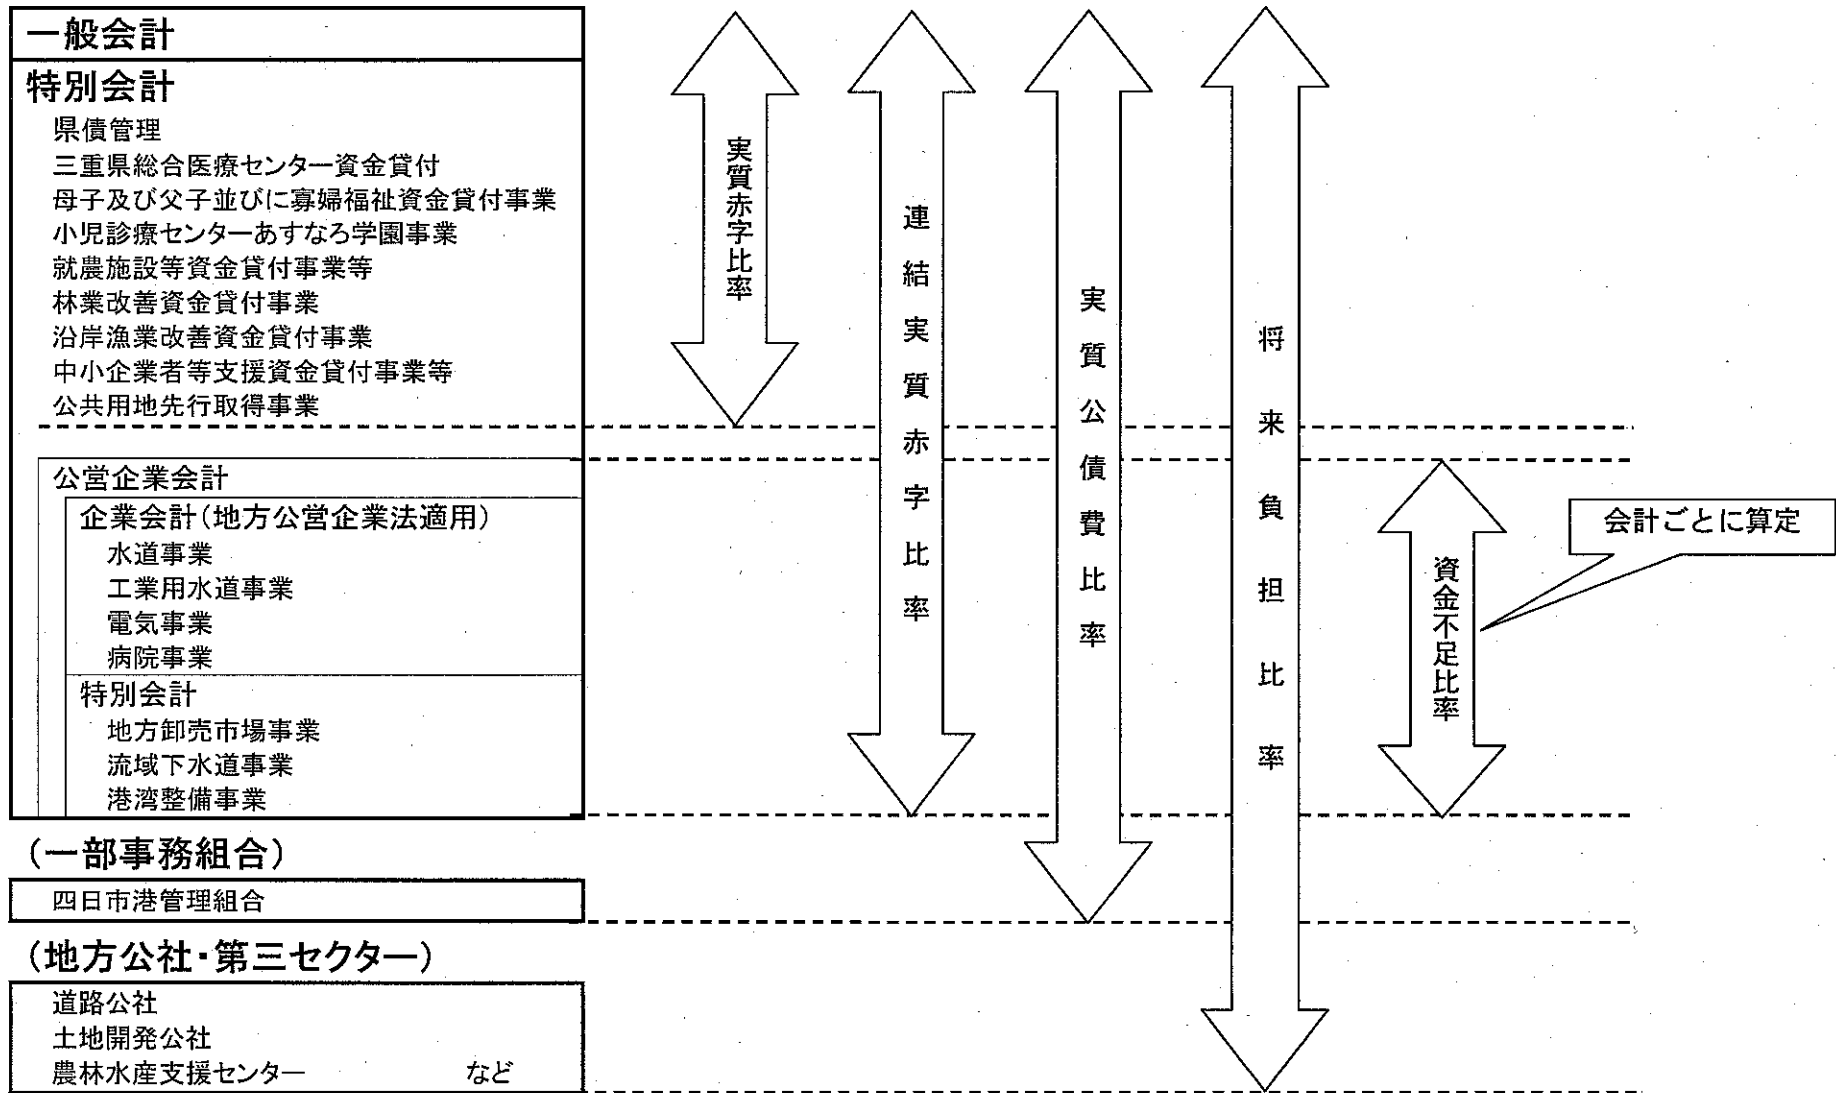 一般会計
特別会計
県債管理
三重県総合医療センター資金貸付
母子及び父子並びに寡婦福祉資金貸付事業
小児診療センターあすなろ学園事業
就農施設等資金貸付事業等
林業改善資金貸付事業
沿岸漁業改善資金貸付事業
中小企業者等支援資金貸付事業等
公共用地先行取得事業
公営企業会計
企業会計(地方公営企業法適用)
水道事業
工業用水道事業
電気事業
病院事業
特別会計
地方卸売市場事業
流域下水道事業
港湾整備事業
(一部事務組合)
四日市港管理組合
(地方公社・第三セクター)
道路公社
土地開発公社
農林水産支援センター など
実質赤字比率
連結実質赤字比率
実質公債費比率
将来負担比率
資金不足比率
会計ごとに算定